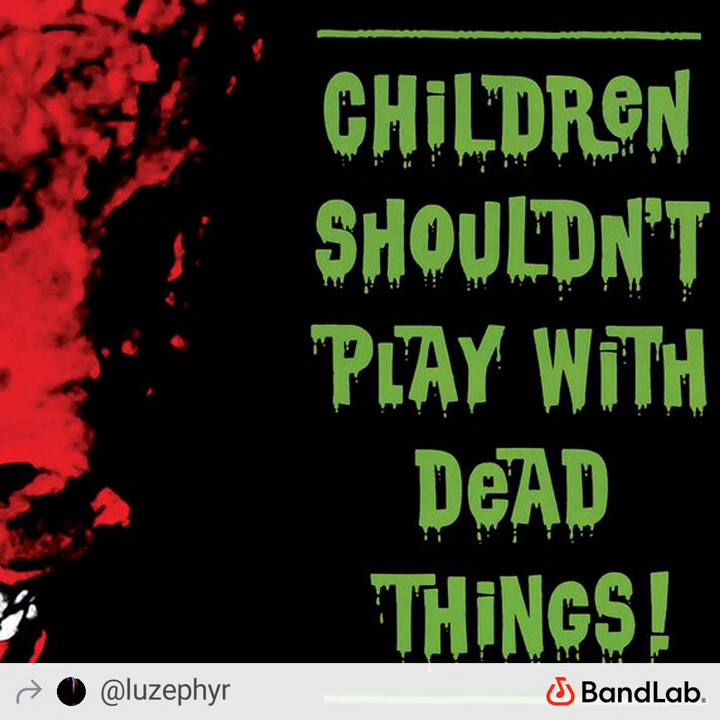 CHiLDReN
SHOULDN'T
PLAY WiTH
DeAD
THiNGS!
@luzephyr
BandLab.